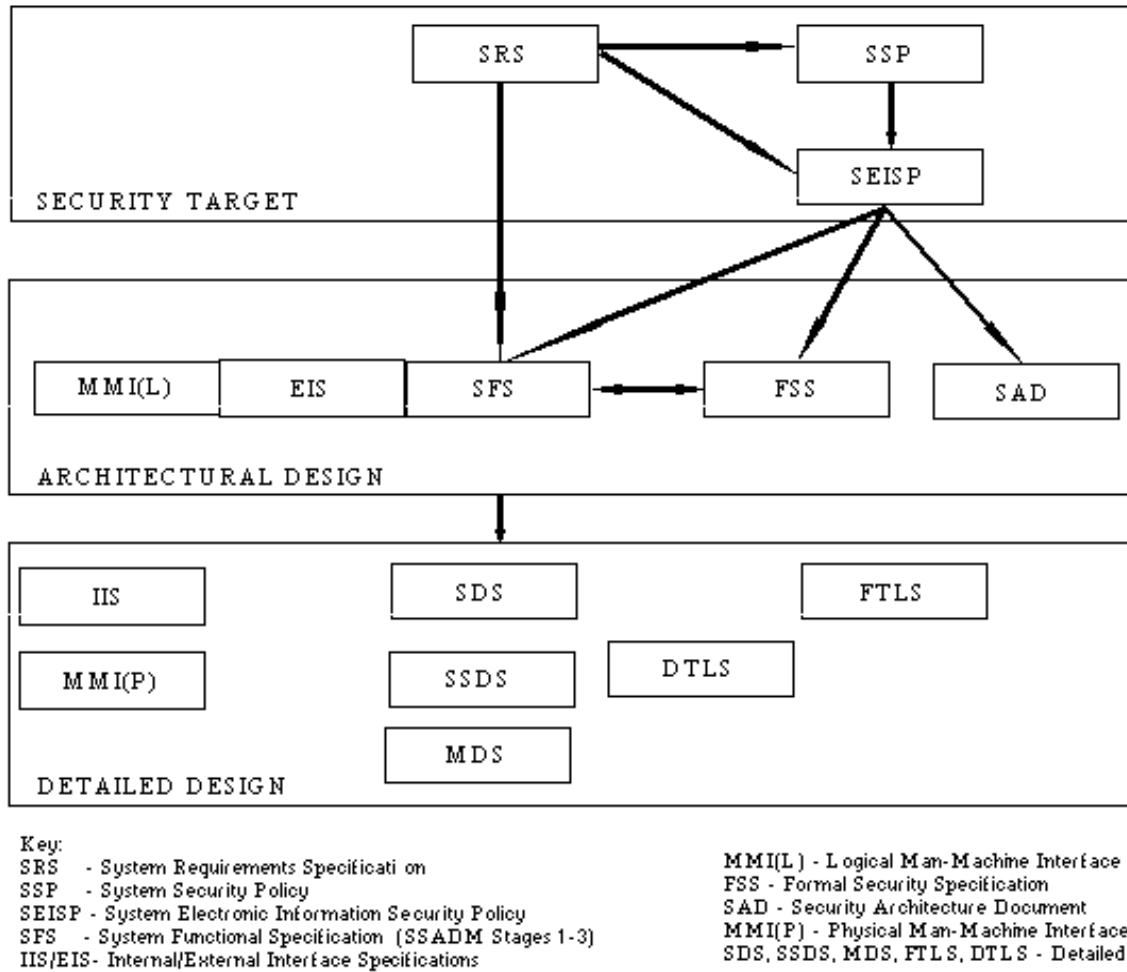 SRS
SSP
SEISP
SECURITY TARGET
MMI(L)
EIS
SFS
FSS
SAD
ARCHITECTURAL DESIGN
IIS
SDS
FTLS
MMI(P)
SSDS
DTLS
MDS
DETAILED DESIGN
Key:
SRS - System Requirements Specification
SSP - System Security Policy
SEISP - System Electronic Information Security Policy
SFS - System Functional Specification (SSADM Stages 1-3)
IIS/EIS- Internal/External Interface Specifications
MMI(L) - Logical Man-Machine Interface
FSS - Formal Security Specification
SAD - Security Architecture Document
MMI(P) - Physical Man-Machine Interface
SDS, SSDS, MDS, FTLS, DTLS - Detailed